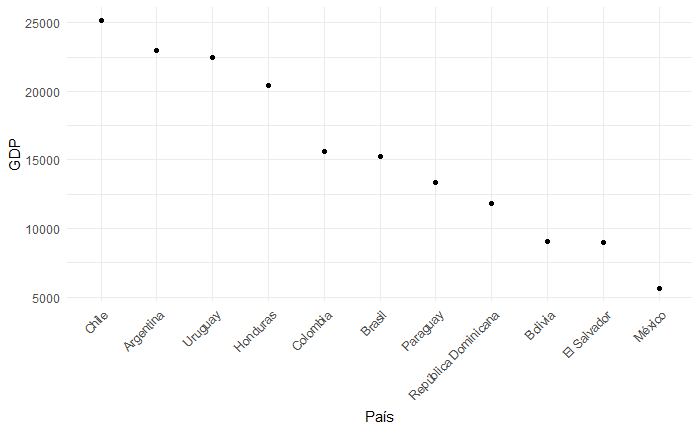 25000
20000
15000
10000
5000
GDP
Chile
Argentina
Uruguay
Honduras
Colombia
Brasil
Paraguay
República Dominicana
Bolivia
El Salvador
México
País